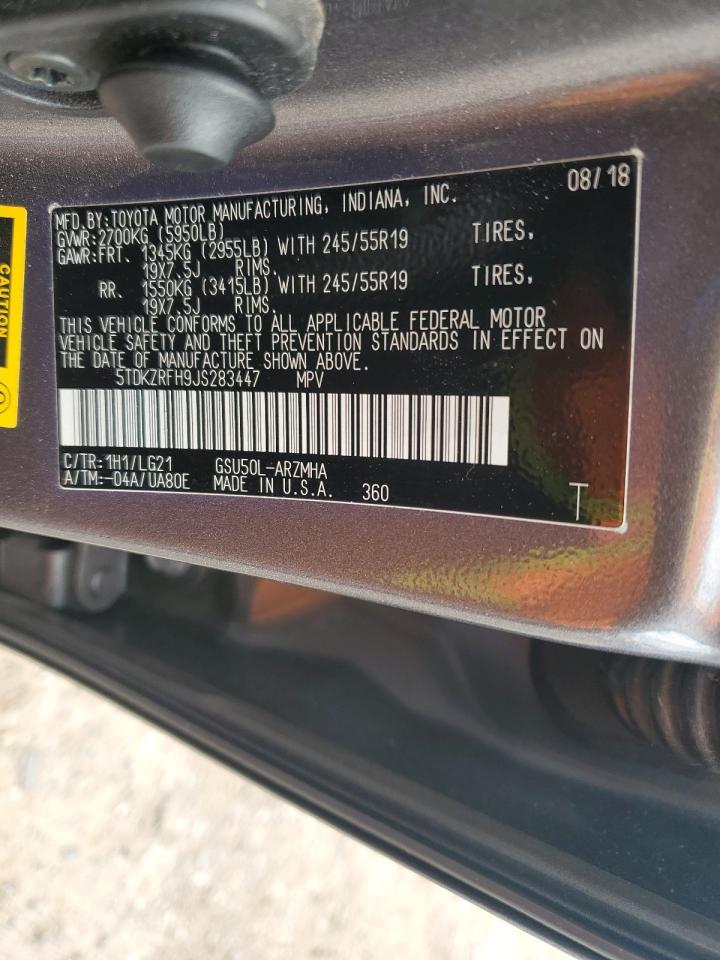 MFD.BY:TOYOTA MOTOR MANUFACTURING, INDIANA, INC. 08/18
GVWR:2700KG (5950LB)
GAWR:FRT. 1345KG (2955LB) WITH 245/55R19 TIRES,
19X7.5J RIMS.
RR. 1550KG (3415LB) WITH 245/55R19 TIRES,
19X7.5J RIMS.
THIS VEHICLE CONFORMS TO ALL APPLICABLE FEDERAL MOTOR
VEHICLE SAFETY AND THEFT PREVENTION STANDARDS IN EFFECT ON
THE DATE OF MANUFACTURE SHOWN ABOVE.
5TDKZRFH9JS283447 MPV
C/TR:1H1/LG21 GSU50L-ARZMHA
A/TM:-04A/UA80E MADE IN U.S.A. 360 T
CAUTION